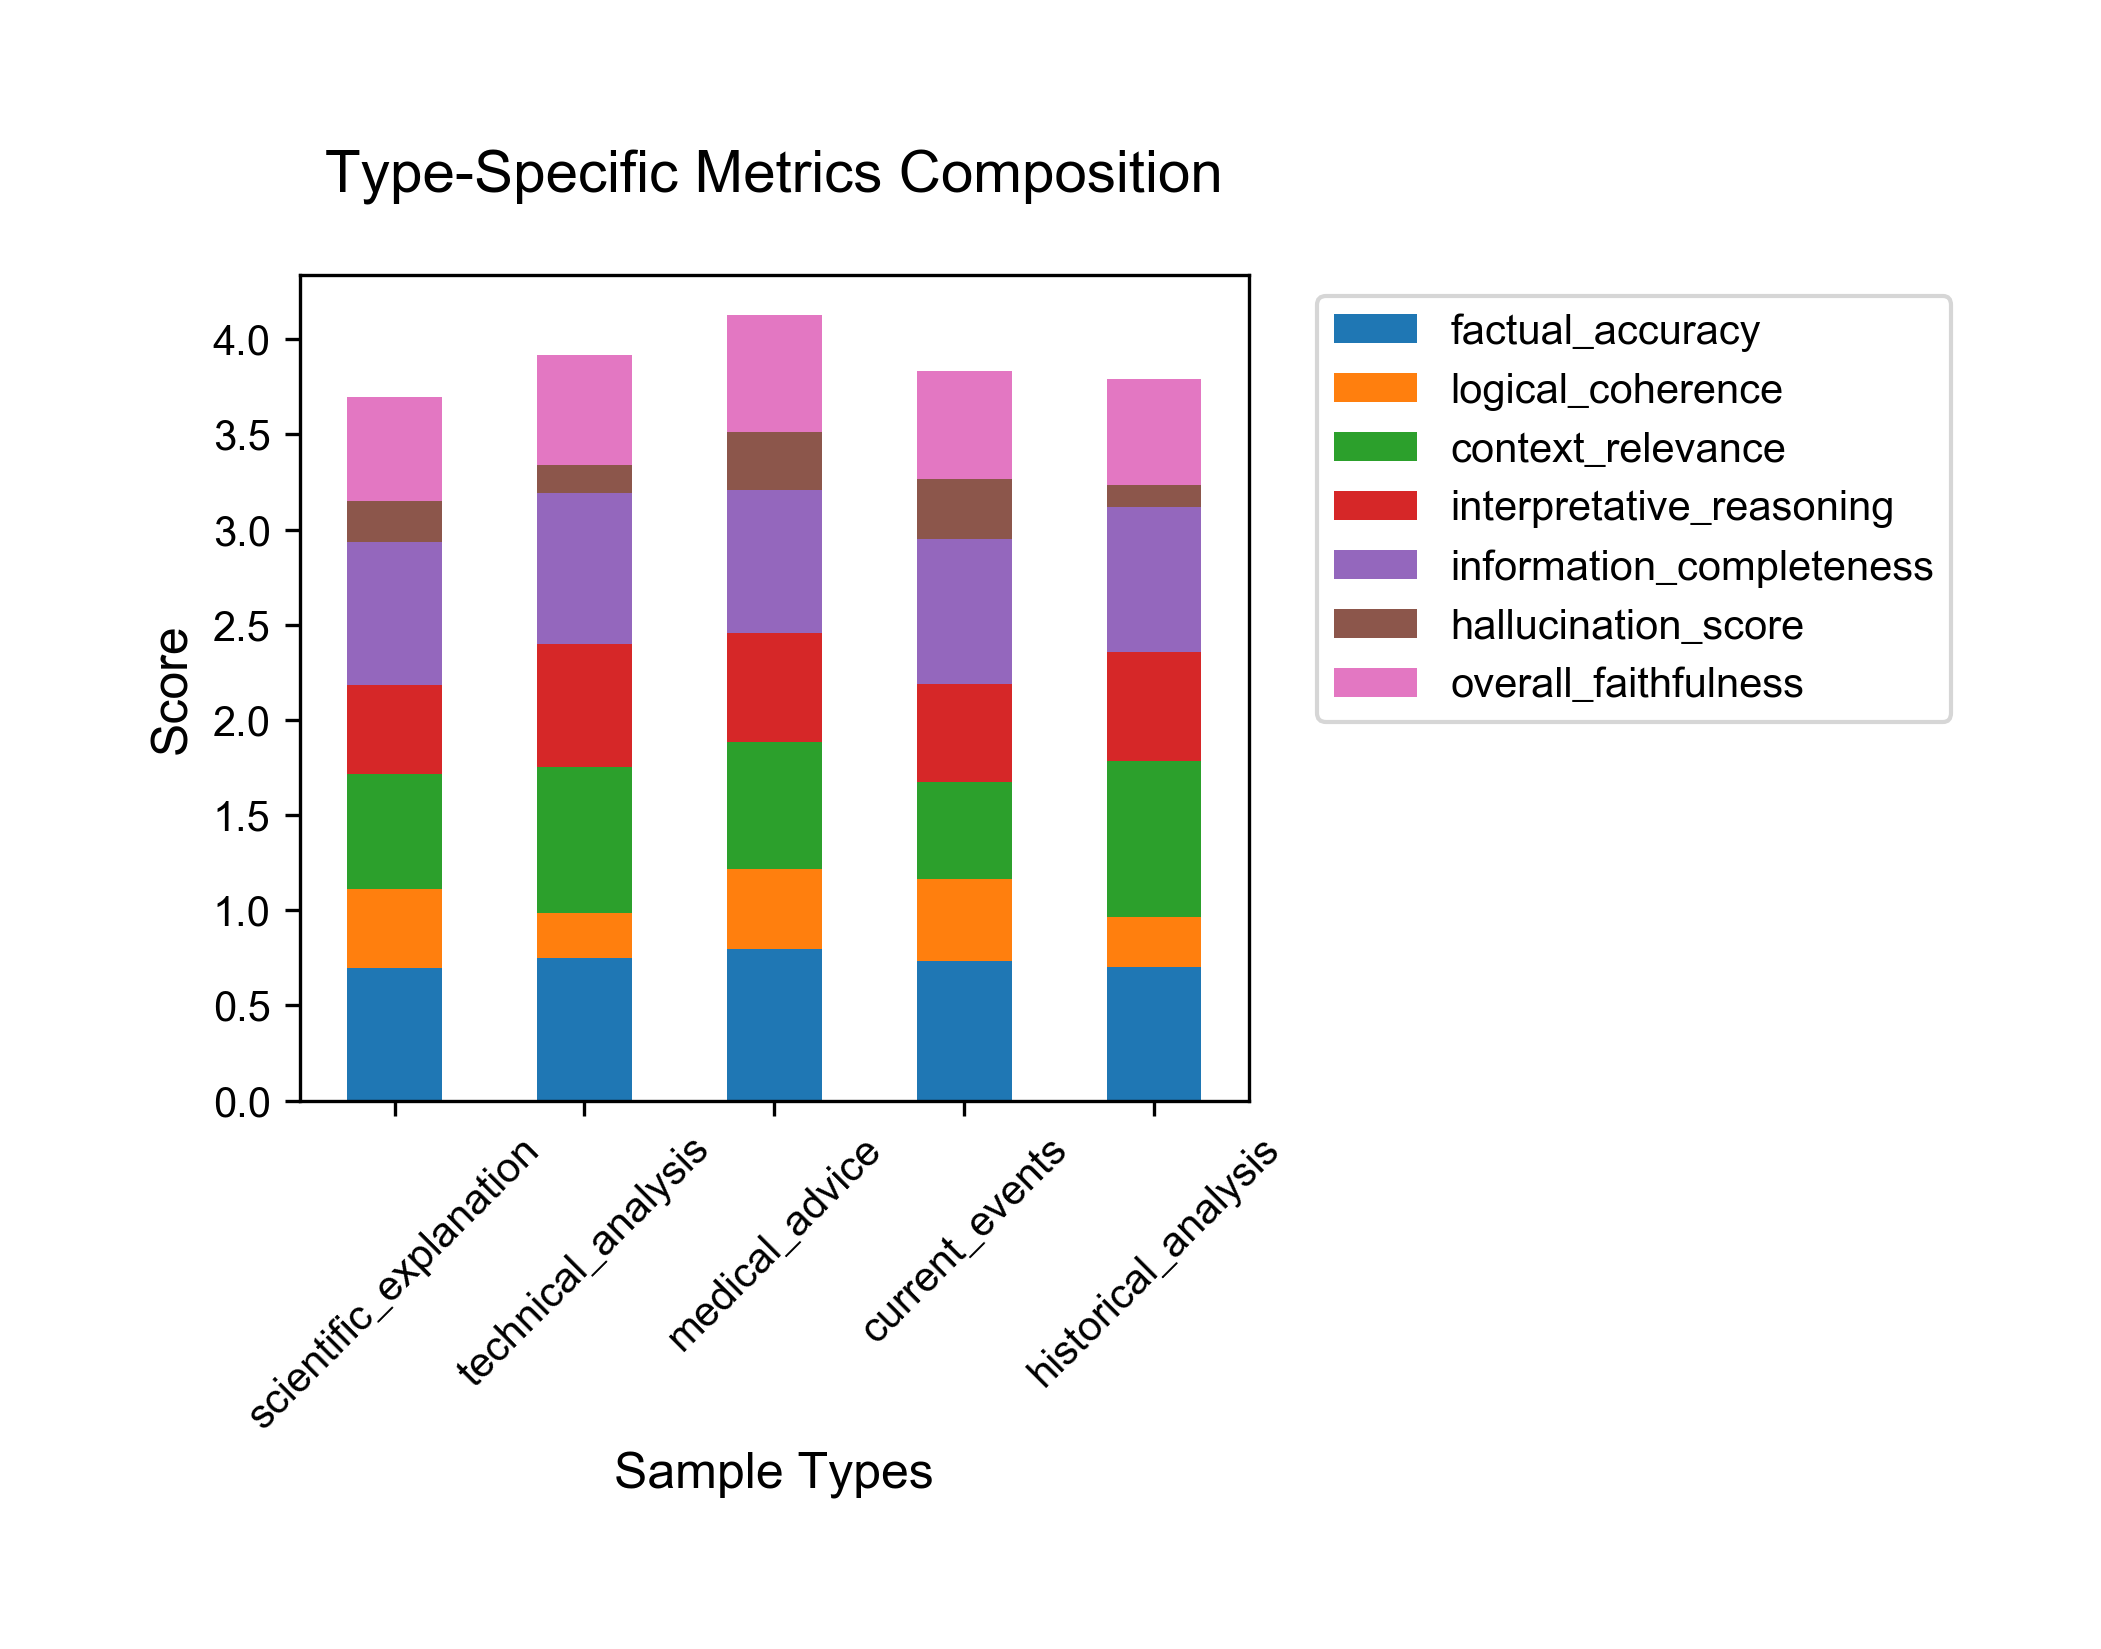 Type-Specific Metrics Composition
4.0
3.5
3.0
2.5
2.0
1.5
1.0
0.5
0.0
Score
scientific_explanation
technical_analysis
medical_advice
current_events
historical_analysis
Sample Types
factual_accuracy
logical_coherence
context_relevance
interpretative_reasoning
information_completeness
hallucination_score
overall_faithfulness